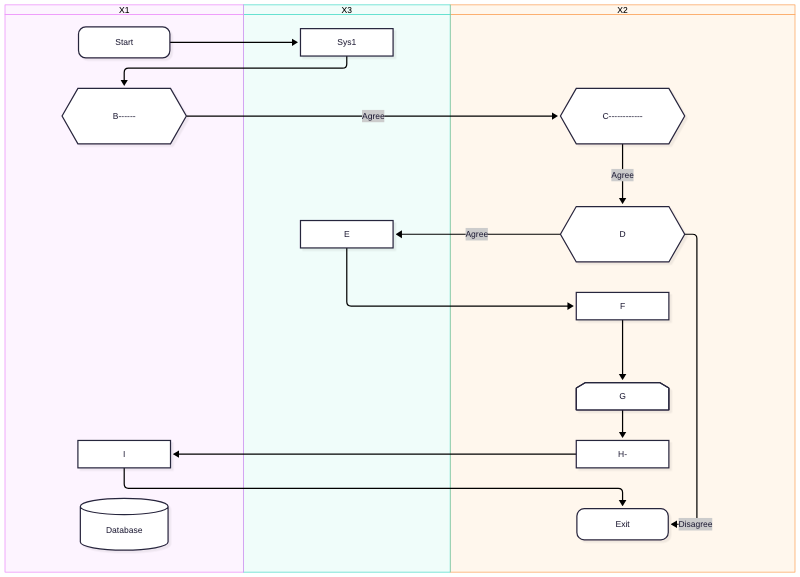 X1
X3
X2
Start
Sys1
B------
Agree
C------------
Agree
E
Agree
D
F
G
I
H-
Database
Exit
Disagree